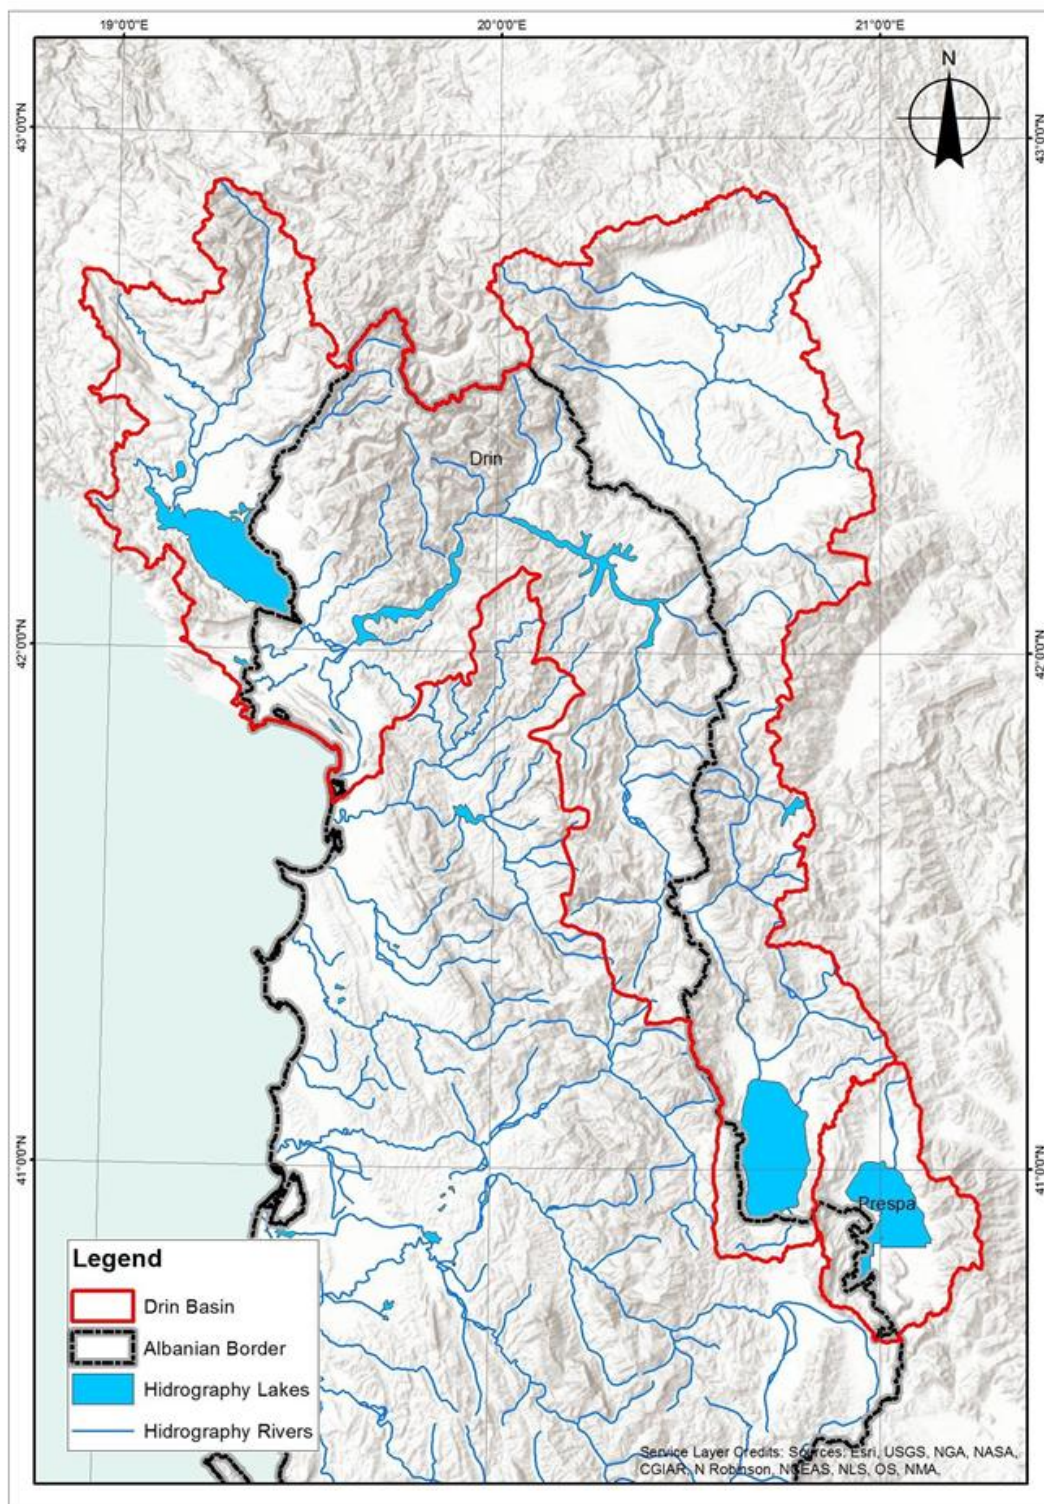 19°0'0"E
20°0'0"E
21°0'0"E
N
43°0'0"N
43°0'0"N
Drin
42°0'0"N
42°0'0"N
41°0'0"N
41°0'0"N
Prespa
Legend
Drin Basin
Albanian Border
Hidrography Lakes
Hidrography Rivers
Service Layer Credits: Sources: Esri, USGS, NGA, NASA,
CGIAR, N Robinson, NCEAS, NLS, OS, NMA,